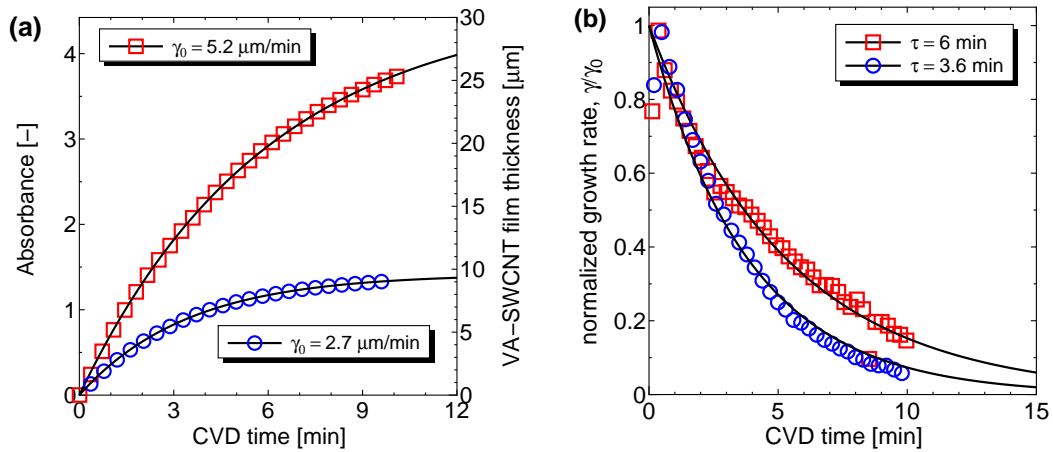 (a)
γ0 = 5.2 μm/min
γ0 = 2.7 μm/min
Absorbance [−]
0
1
2
3
4
VA−SWCNT film thickness [μm]
0
5
10
15
20
25
30
0
3
6
9
12
CVD time [min]
(b)
τ = 6 min
τ = 3.6 min
normalized growth rate, γ/γ0
0
0.2
0.4
0.6
0.8
1
0
5
10
15
CVD time [min]